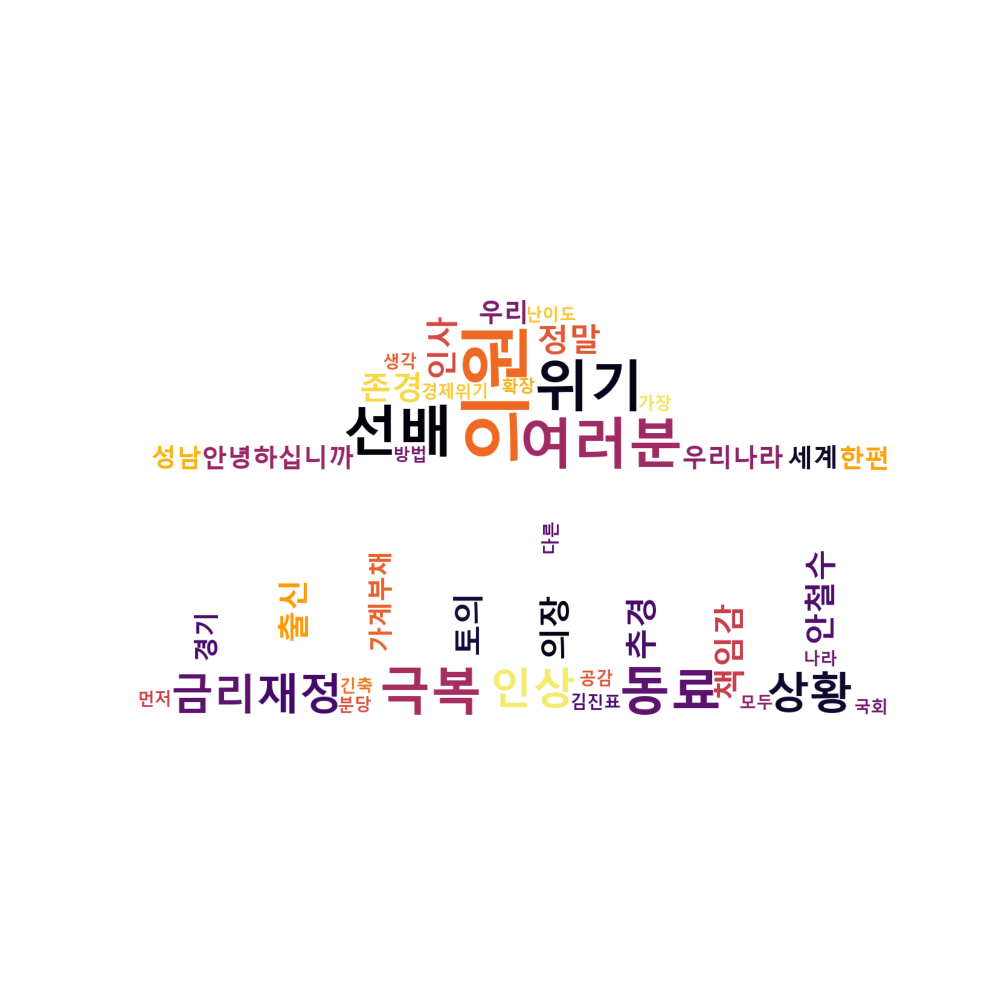 우리 난이도
인사 정말
생각 의원 위기
존경 경제위기 확장 가장
선배 방법 여러분
성남 안녕하십니까 우리나라 세계 한편
다른
경기 출신 가계부채 토의 의장 추경 책임감 안철수
나라
먼저 금리 재정 긴축 극복 인상 공감 동료 상황
분당 김진표 모두 국회